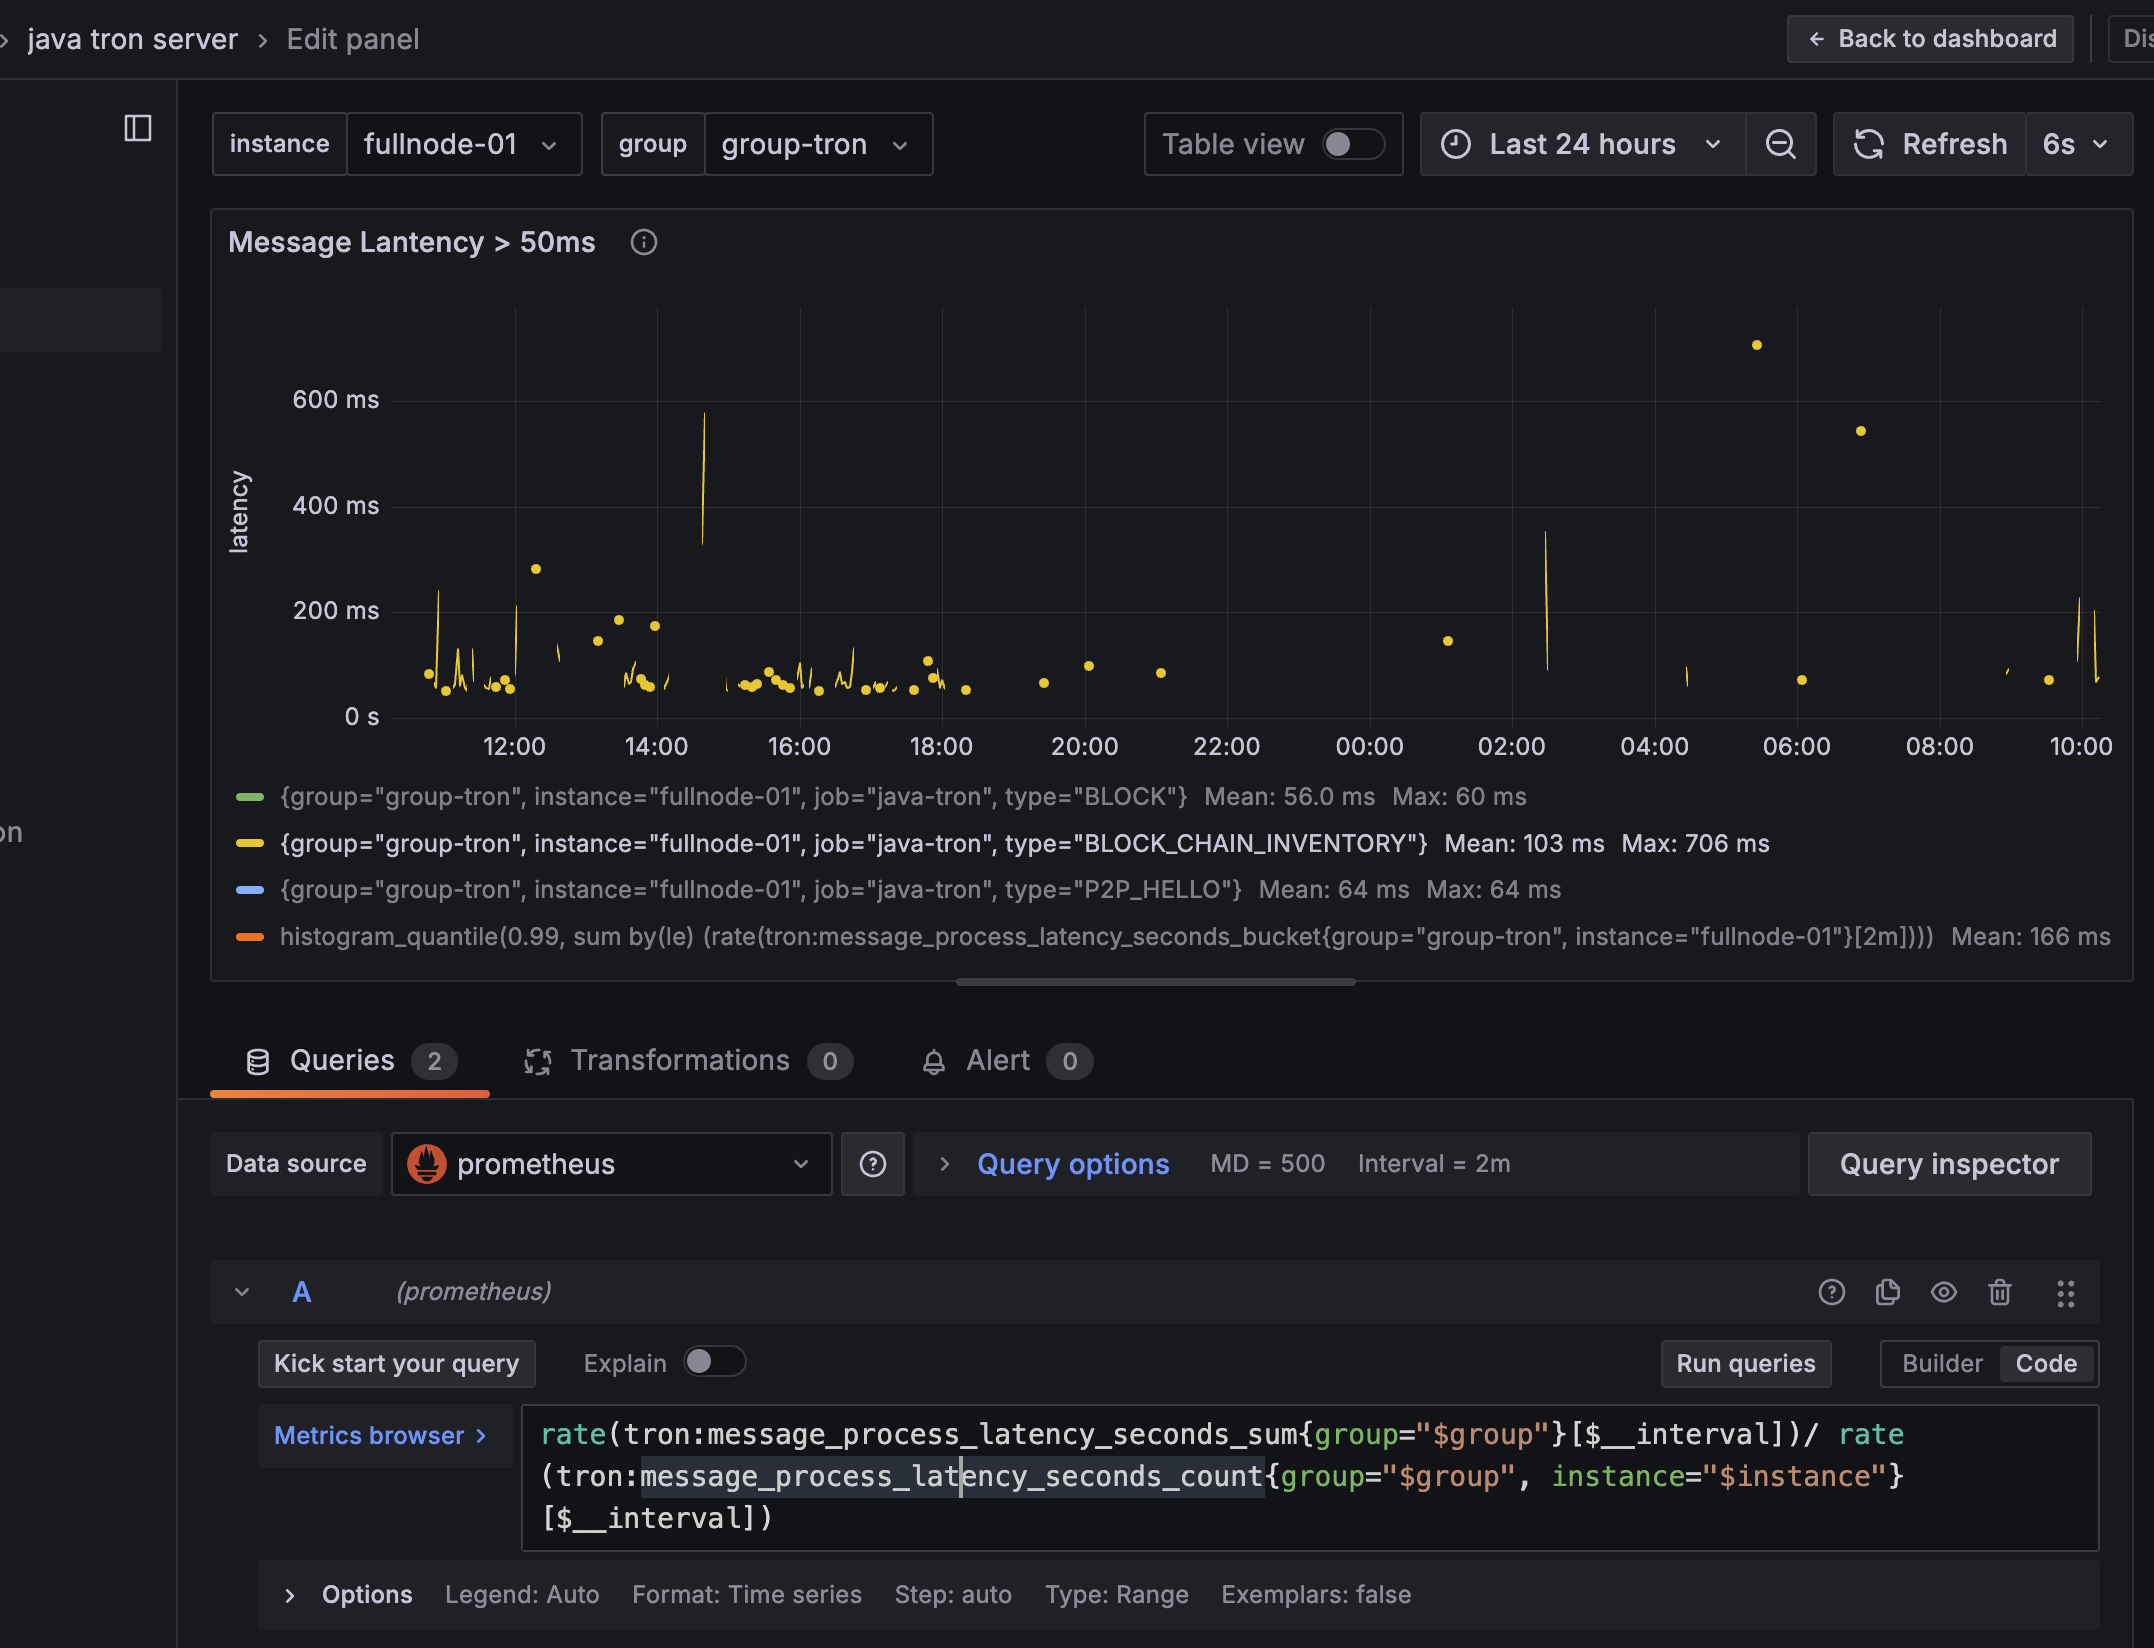 java tron server › Edit panel
← Back to dashboard
instance fullnode-01 group group-tron Table view Last 24 hours Refresh 6s
Message Lantency > 50ms
latency
600 ms
400 ms
200 ms
0 s
12:00 14:00 16:00 18:00 20:00 22:00 00:00 02:00 04:00 06:00 08:00 10:00
{group="group-tron", instance="fullnode-01", job="java-tron", type="BLOCK"} Mean: 56.0 ms Max: 60 ms
{group="group-tron", instance="fullnode-01", job="java-tron", type="BLOCK_CHAIN_INVENTORY"} Mean: 103 ms Max: 706 ms
{group="group-tron", instance="fullnode-01", job="java-tron", type="P2P_HELLO"} Mean: 64 ms Max: 64 ms
histogram_quantile(0.99, sum by(le) (rate(tron:message_process_latency_seconds_bucket{group="group-tron", instance="fullnode-01"}[2m]))) Mean: 166 ms
Queries 2 Transformations 0 Alert 0
Data source prometheus Query options MD = 500 Interval = 2m Query inspector
A (prometheus)
Kick start your query Explain Run queries Builder Code
Metrics browser >
rate(tron:message_process_latency_seconds_sum{group="$group"}[$__interval])/ rate
(tron:message_process_latency_seconds_count{group="$group", instance="$instance"}
[$__interval])
Options Legend: Auto Format: Time series Step: auto Type: Range Exemplars: false